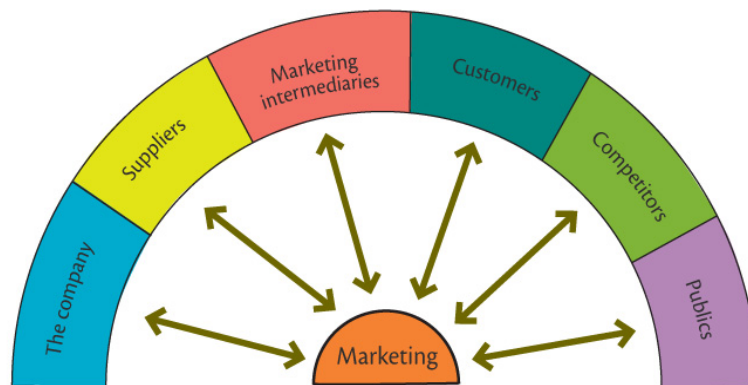 The company
Suppliers
Marketing
intermediaries
Customers
Competitors
Publics
Marketing